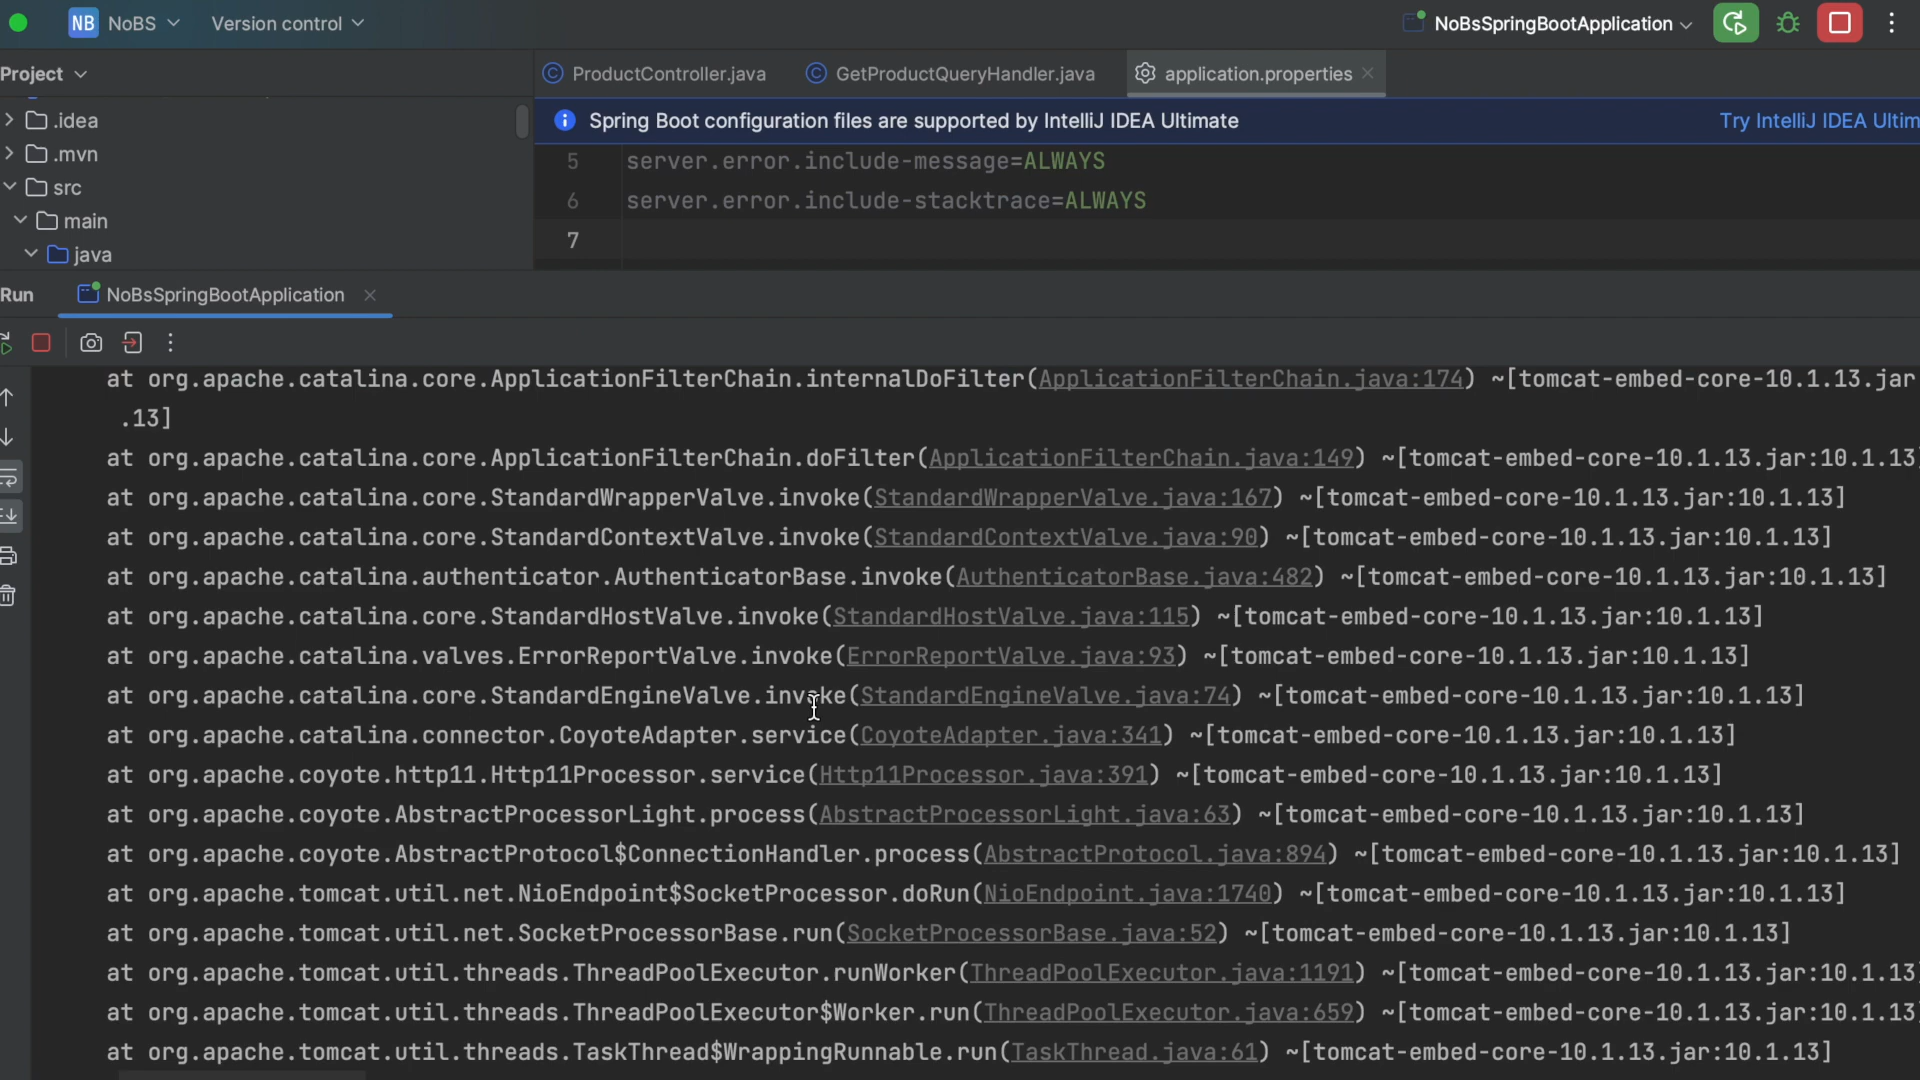 NB NoBS Version control NoBsSpringBootApplication
Project ProductController.java GetProductQueryHandler.java application.properties
.idea
Spring Boot configuration files are supported by IntelliJ IDEA Ultimate Try IntelliJ IDEA Ultim
.mvn
5 server.error.include-message=ALWAYS
src
6 server.error.include-stacktrace=ALWAYS
main
7
java
Run NoBsSpringBootApplication
at org.apache.catalina.core.ApplicationFilterChain.internalDoFilter(ApplicationFilterChain.java:174) ~[tomcat-embed-core-10.1.13.jar
.13]
at org.apache.catalina.core.ApplicationFilterChain.doFilter(ApplicationFilterChain.java:149) ~[tomcat-embed-core-10.1.13.jar:10.1.13]
at org.apache.catalina.core.StandardWrapperValve.invoke(StandardWrapperValve.java:167) ~[tomcat-embed-core-10.1.13.jar:10.1.13]
at org.apache.catalina.core.StandardContextValve.invoke(StandardContextValve.java:90) ~[tomcat-embed-core-10.1.13.jar:10.1.13]
at org.apache.catalina.authenticator.AuthenticatorBase.invoke(AuthenticatorBase.java:482) ~[tomcat-embed-core-10.1.13.jar:10.1.13]
at org.apache.catalina.core.StandardHostValve.invoke(StandardHostValve.java:115) ~[tomcat-embed-core-10.1.13.jar:10.1.13]
at org.apache.catalina.valves.ErrorReportValve.invoke(ErrorReportValve.java:93) ~[tomcat-embed-core-10.1.13.jar:10.1.13]
at org.apache.catalina.core.StandardEngineValve.invoke(StandardEngineValve.java:74) ~[tomcat-embed-core-10.1.13.jar:10.1.13]
at org.apache.catalina.connector.CoyoteAdapter.service(CoyoteAdapter.java:341) ~[tomcat-embed-core-10.1.13.jar:10.1.13]
at org.apache.coyote.http11.Http11Processor.service(Http11Processor.java:391) ~[tomcat-embed-core-10.1.13.jar:10.1.13]
at org.apache.coyote.AbstractProcessorLight.process(AbstractProcessorLight.java:63) ~[tomcat-embed-core-10.1.13.jar:10.1.13]
at org.apache.coyote.AbstractProtocol$ConnectionHandler.process(AbstractProtocol.java:894) ~[tomcat-embed-core-10.1.13.jar:10.1.13]
at org.apache.tomcat.util.net.NioEndpoint$SocketProcessor.doRun(NioEndpoint.java:1740) ~[tomcat-embed-core-10.1.13.jar:10.1.13]
at org.apache.tomcat.util.net.SocketProcessorBase.run(SocketProcessorBase.java:52) ~[tomcat-embed-core-10.1.13.jar:10.1.13]
at org.apache.tomcat.util.threads.ThreadPoolExecutor.runWorker(ThreadPoolExecutor.java:1191) ~[tomcat-embed-core-10.1.13.jar:10.1.13]
at org.apache.tomcat.util.threads.ThreadPoolExecutor$Worker.run(ThreadPoolExecutor.java:659) ~[tomcat-embed-core-10.1.13.jar:10.1.13]
at org.apache.tomcat.util.threads.TaskThread$WrappingRunnable.run(TaskThread.java:61) ~[tomcat-embed-core-10.1.13.jar:10.1.13]